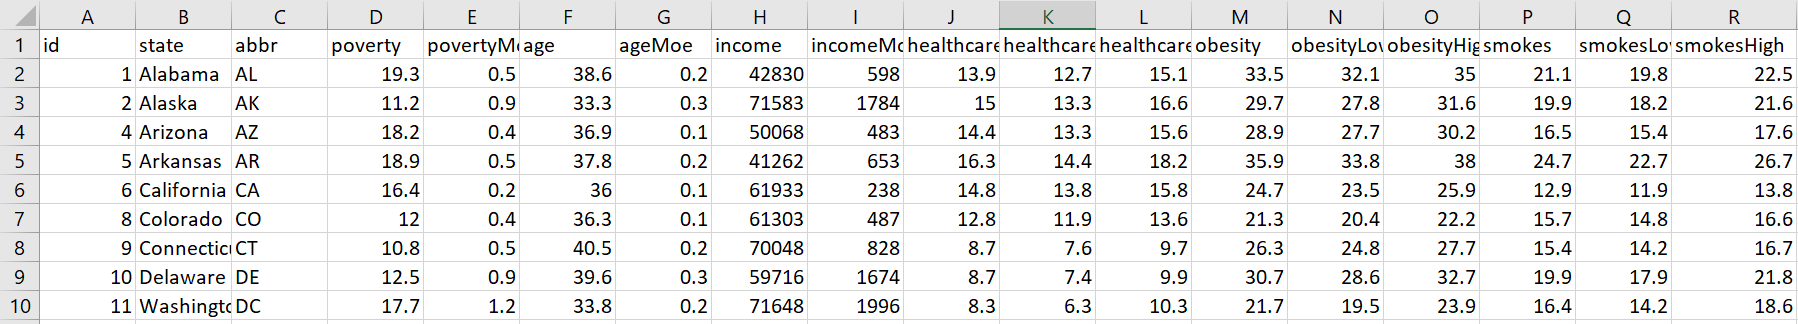 A B C D E F G H I J K L M N O P Q R
1 id state abbr poverty povertyMo age ageMoe income incomeMo healthcare healthcare healthcare obesity obesityLov obesityHig smokes smokesLov smokesHigh
2 1 Alabama AL 19.3 0.5 38.6 0.2 42830 598 13.9 12.7 15.1 33.5 32.1 35 21.1 19.8 22.5
3 2 Alaska AK 11.2 0.9 33.3 0.3 71583 1784 15 13.3 16.6 29.7 27.8 31.6 19.9 18.2 21.6
4 4 Arizona AZ 18.2 0.4 36.9 0.1 50068 483 14.4 13.3 15.6 28.9 27.7 30.2 16.5 15.4 17.6
5 5 Arkansas AR 18.9 0.5 37.8 0.2 41262 653 16.3 14.4 18.2 35.9 33.8 38 24.7 22.7 26.7
6 6 California CA 16.4 0.2 36 0.1 61933 238 14.8 13.8 15.8 24.7 23.5 25.9 12.9 11.9 13.8
7 8 Colorado CO 12 0.4 36.3 0.1 61303 487 12.8 11.9 13.6 21.3 20.4 22.2 15.7 14.8 16.6
8 9 Connecticu CT 10.8 0.5 40.5 0.2 70048 828 8.7 7.6 9.7 26.3 24.8 27.7 15.4 14.2 16.7
9 10 Delaware DE 12.5 0.9 39.6 0.3 59716 1674 8.7 7.4 9.9 30.7 28.6 32.7 19.9 17.9 21.8
10 11 Washingto DC 17.7 1.2 33.8 0.2 71648 1996 8.3 6.3 10.3 21.7 19.5 23.9 16.4 14.2 18.6